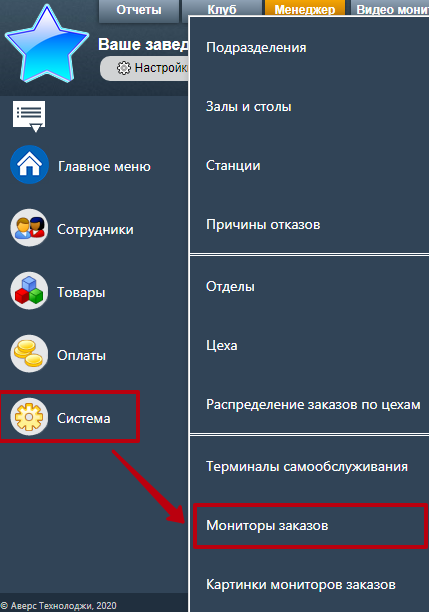 Отчеты
Клуб
Менеджер
Видео мони
Ваше завед
Настройк
Главное меню
Сотрудники
Товары
Оплаты
Система
Подразделения
Залы и столы
Станции
Причины отказов
Отделы
Цеха
Распределение заказов по цехам
Терминалы самообслуживания
Мониторы заказов
Картинки мониторов заказов
© Аверс Технолоджи, 2020